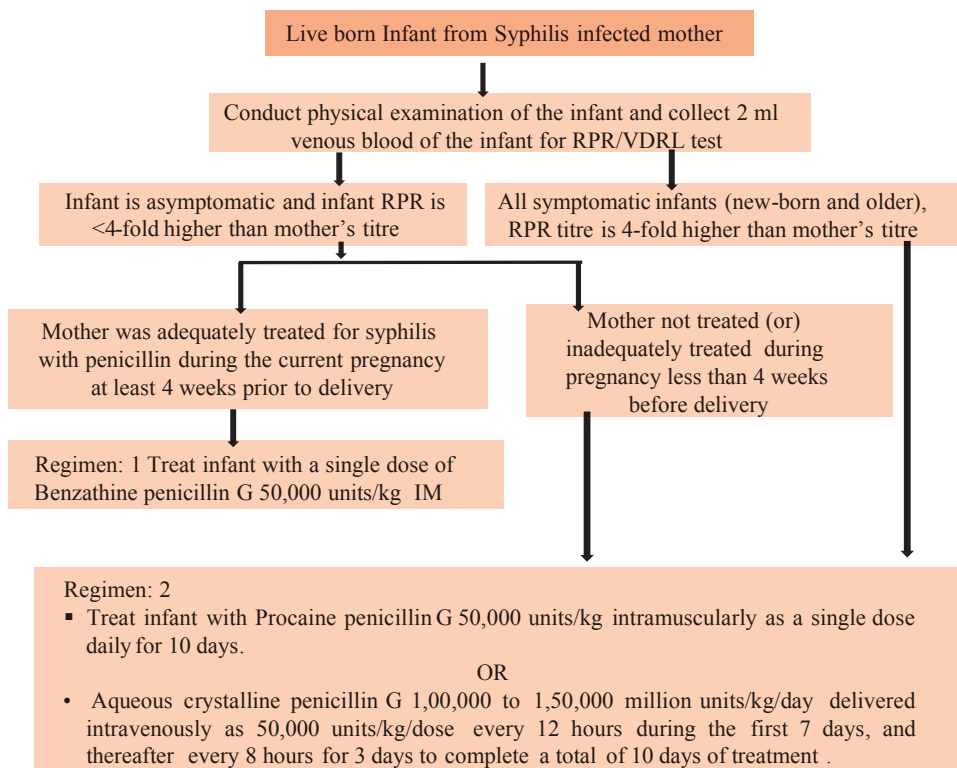 Live born Infant from Syphilis infected mother
Conduct physical examination of the infant and collect 2 ml
venous blood of the infant for RPR/VDRL test
Infant is asymptomatic and infant RPR is
<4-fold higher than mother's titre
All symptomatic infants (new-born and older),
RPR titre is 4-fold higher than mother's titre
Mother was adequately treated for syphilis
with penicillin during the current pregnancy
at least 4 weeks prior to delivery
Mother not treated (or)
inadequately treated during
pregnancy less than 4 weeks
before delivery
Regimen: 1 Treat infant with a single dose of
Benzathine penicillin G 50,000 units/kg IM
Regimen: 2
▪ Treat infant with Procaine penicillin G 50,000 units/kg intramuscularly as a single dose
daily for 10 days.
OR
• Aqueous crystalline penicillin G 1,00,000 to 1,50,000 million units/kg/day delivered
intravenously as 50,000 units/kg/dose every 12 hours during the first 7 days, and
thereafter every 8 hours for 3 days to complete a total of 10 days of treatment .